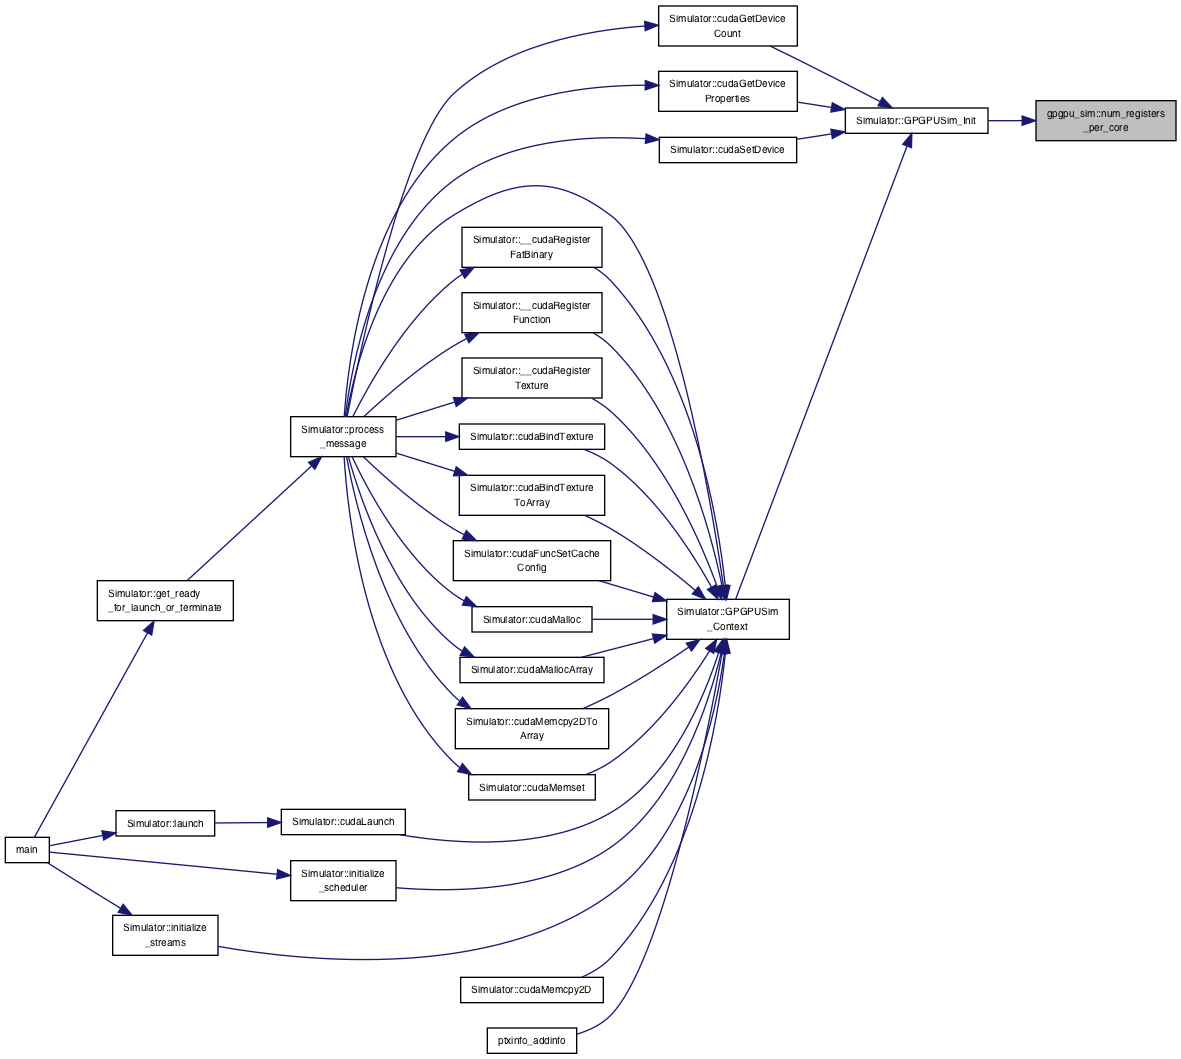 Simulator::cudaGetDevice
Count
Simulator::cudaGetDevice
Properties
Simulator::GPGPUSim_Init
gpgpu_sim::num_registers
_per_core
Simulator::cudaSetDevice
Simulator::__cudaRegister
FatBinary
Simulator::__cudaRegister
Function
Simulator::__cudaRegister
Texture
Simulator::process
_message
Simulator::cudaBindTexture
Simulator::cudaBindTexture
ToArray
Simulator::cudaFuncSetCache
Config
Simulator::get_ready
_for_launch_or_terminate
Simulator::cudaMalloc
Simulator::GPGPUSim
_Context
Simulator::cudaMallocArray
Simulator::cudaMemcpy2DTo
Array
Simulator::cudaMemset
Simulator::launch
Simulator::cudaLaunch
main
Simulator::initialize
_scheduler
Simulator::initialize
_streams
Simulator::cudaMemcpy2D
ptxinfo_addinfo